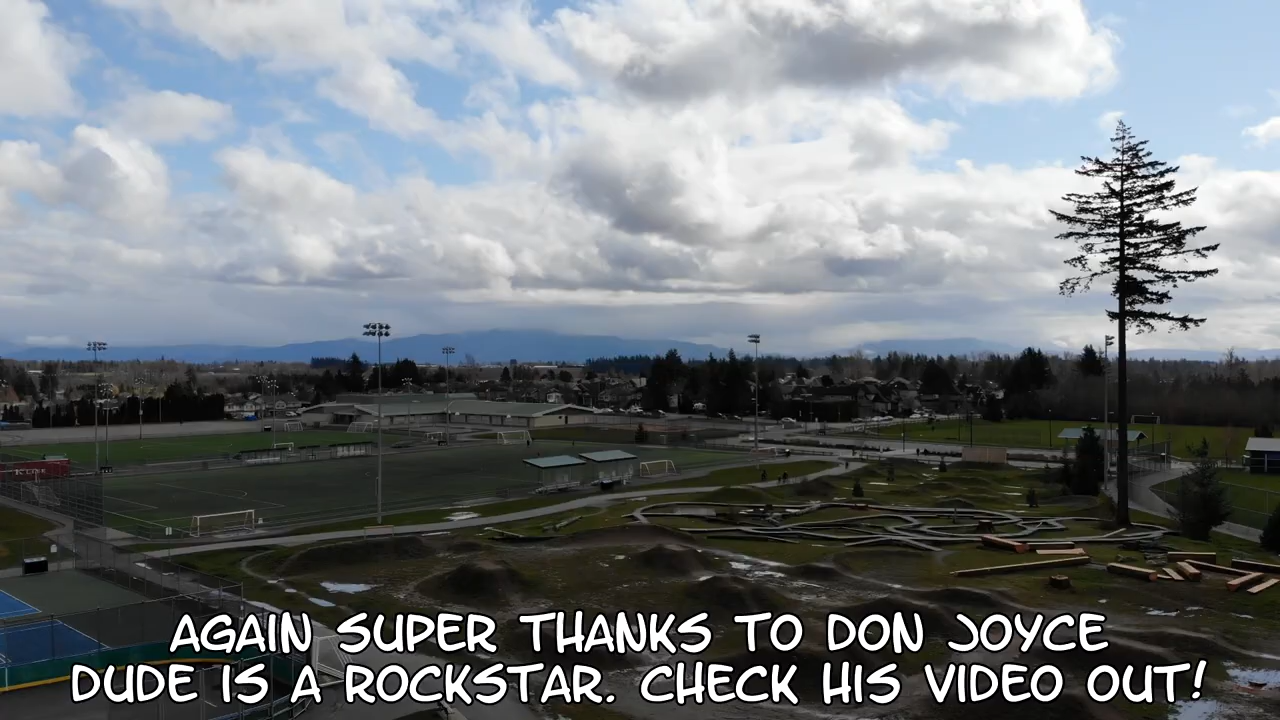 AGAIN SUPER THANKS TO DON JOYCE
DUDE IS A ROCKSTAR. CHECK HIS VIDEO OUT!